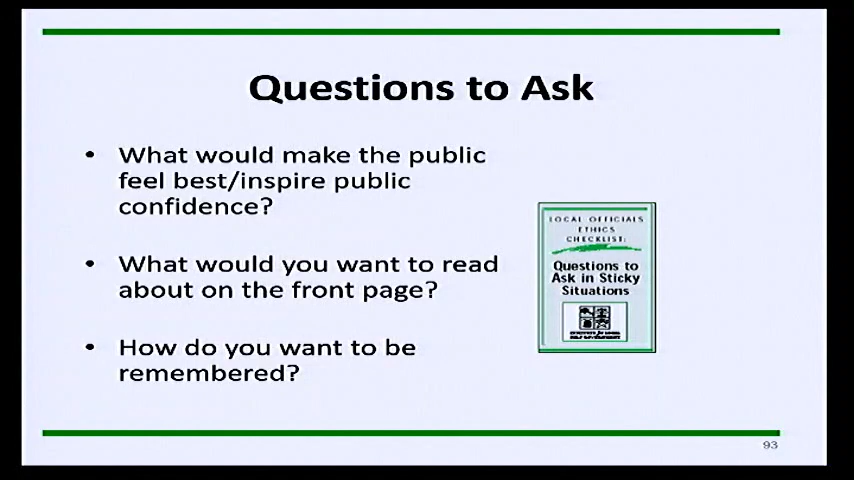 Questions to Ask
• What would make the public
feel best/inspire public
confidence?
• What would you want to read
about on the front page?
• How do you want to be
remembered?
LOCAL OFFICIALS
ETHICS
CHECKLIST:
Questions to
Ask in Sticky
Situations
93